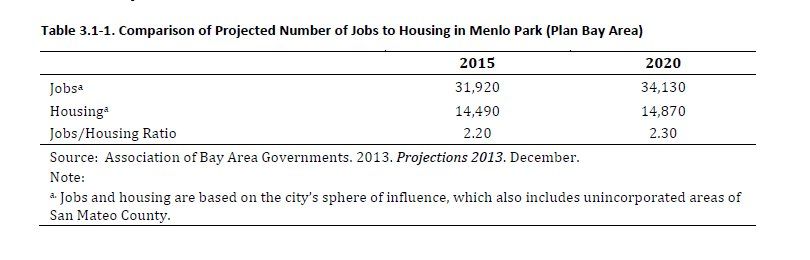 Table 3.1-1. Comparison of Projected Number of Jobs to Housing in Menlo Park (Plan Bay Area)
2015 2020
Jobsᵃ 31,920 34,130
Housingᵃ 14,490 14,870
Jobs/Housing Ratio 2.20 2.30
Source: Association of Bay Area Governments. 2013. Projections 2013. December.
Note:
a. Jobs and housing are based on the city's sphere of influence, which also includes unincorporated areas of
San Mateo County.